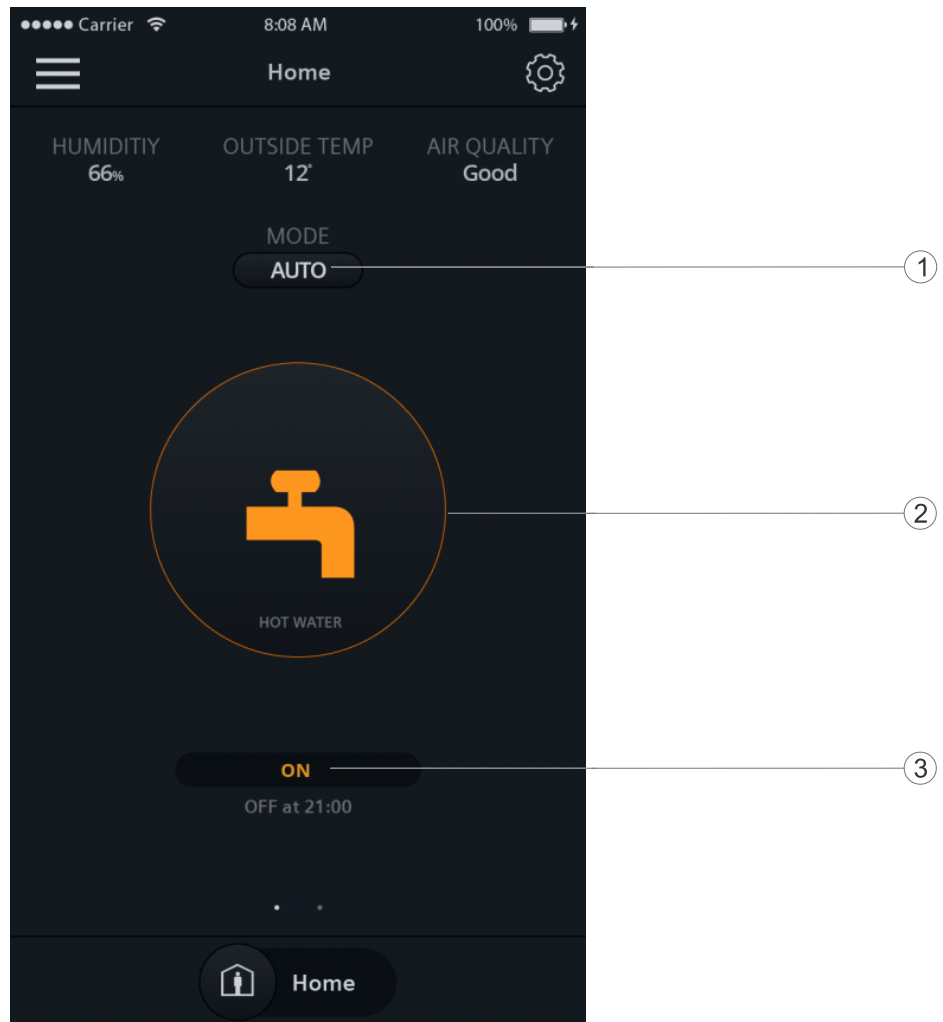 Carrier 8:08 AM 100%
Home
HUMIDITIY OUTSIDE TEMP AIR QUALITY
66% 12° Good
MODE
AUTO 1
2
HOT WATER
ON 3
OFF at 21:00
Home